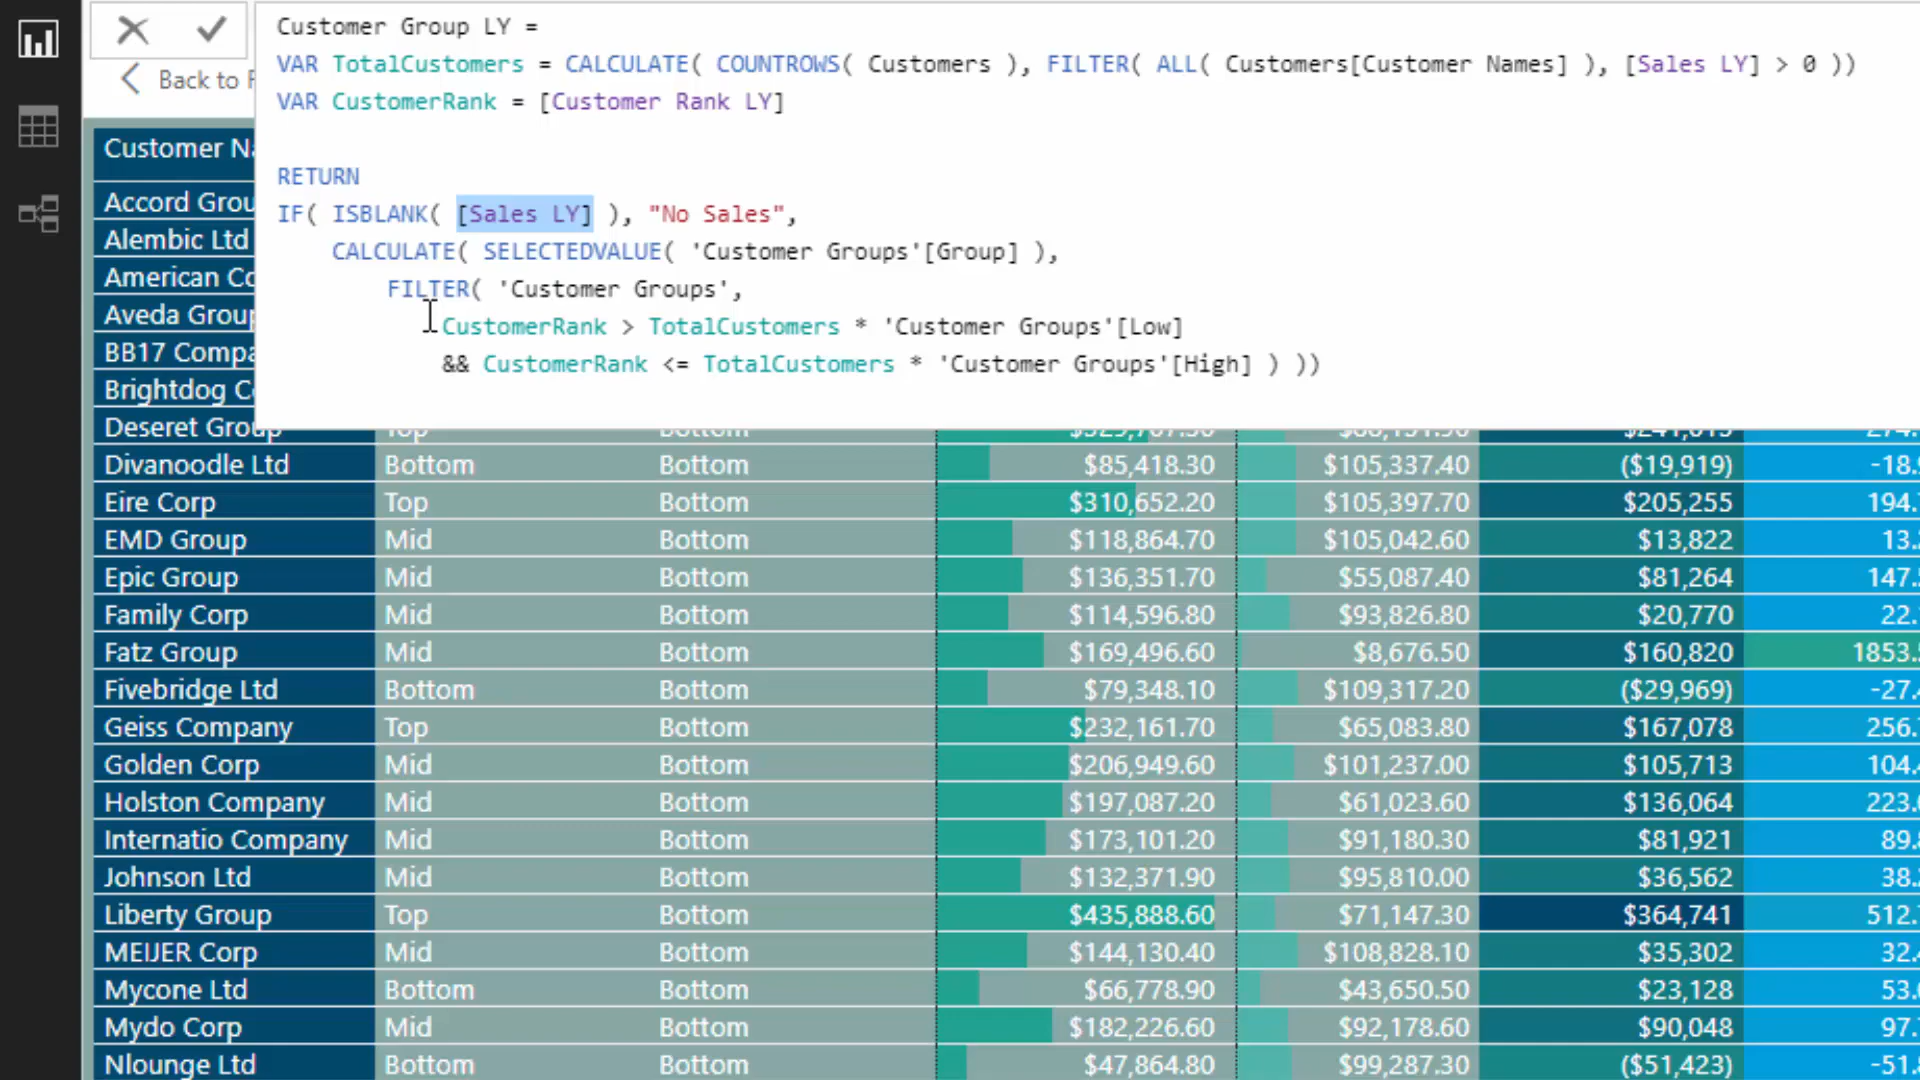 Customer Group LY =
VAR TotalCustomers = CALCULATE( COUNTROWS( Customers ), FILTER( ALL( Customers[Customer Names] ), [Sales LY] > 0 ))
VAR CustomerRank = [Customer Rank LY]
RETURN
IF( ISBLANK( [Sales LY] ), "No Sales",
CALCULATE( SELECTEDVALUE( 'Customer Groups'[Group] ),
FILTER( 'Customer Groups',
CustomerRank > TotalCustomers * 'Customer Groups'[Low]
&& CustomerRank <= TotalCustomers * 'Customer Groups'[High] ) ))
Back to
Customer
Accord
Alembic Ltd
American
Aveda
BB17
Brightdog
Deseret Group Top Bottom
Divanoodle Ltd Bottom Bottom $85,418.30 $105,337.40 ($19,919) -18.
Eire Corp Top Bottom $310,652.20 $105,397.70 $205,255 194.
EMD Group Mid Bottom $118,864.70 $105,042.60 $13,822 13.
Epic Group Mid Bottom $136,351.70 $55,087.40 $81,264 147.
Family Corp Mid Bottom $114,596.80 $93,826.80 $20,770 22.
Fatz Group Mid Bottom $169,496.60 $8,676.50 $160,820 1853.
Fivebridge Ltd Bottom Bottom $79,348.10 $109,317.20 ($29,969) -27.
Geiss Company Top Bottom $232,161.70 $65,083.80 $167,078 256.
Golden Corp Mid Bottom $206,949.60 $101,237.00 $105,713 104.
Holston Company Mid Bottom $197,087.20 $61,023.60 $136,064 223.
Internatio Company Mid Bottom $173,101.20 $91,180.30 $81,921 89.
Johnson Ltd Mid Bottom $132,371.90 $95,810.00 $36,562 38.
Liberty Group Top Bottom $435,888.60 $71,147.30 $364,741 512.
MEIJER Corp Mid Bottom $144,130.40 $108,828.10 $35,302 32.
Mycone Ltd Bottom Bottom $66,778.90 $43,650.50 $23,128 53.
Mydo Corp Mid Bottom $182,226.60 $92,178.60 $90,048 97.
Nlounge Ltd Bottom Bottom $47,864.80 $99,287.30 ($51,423) -51.